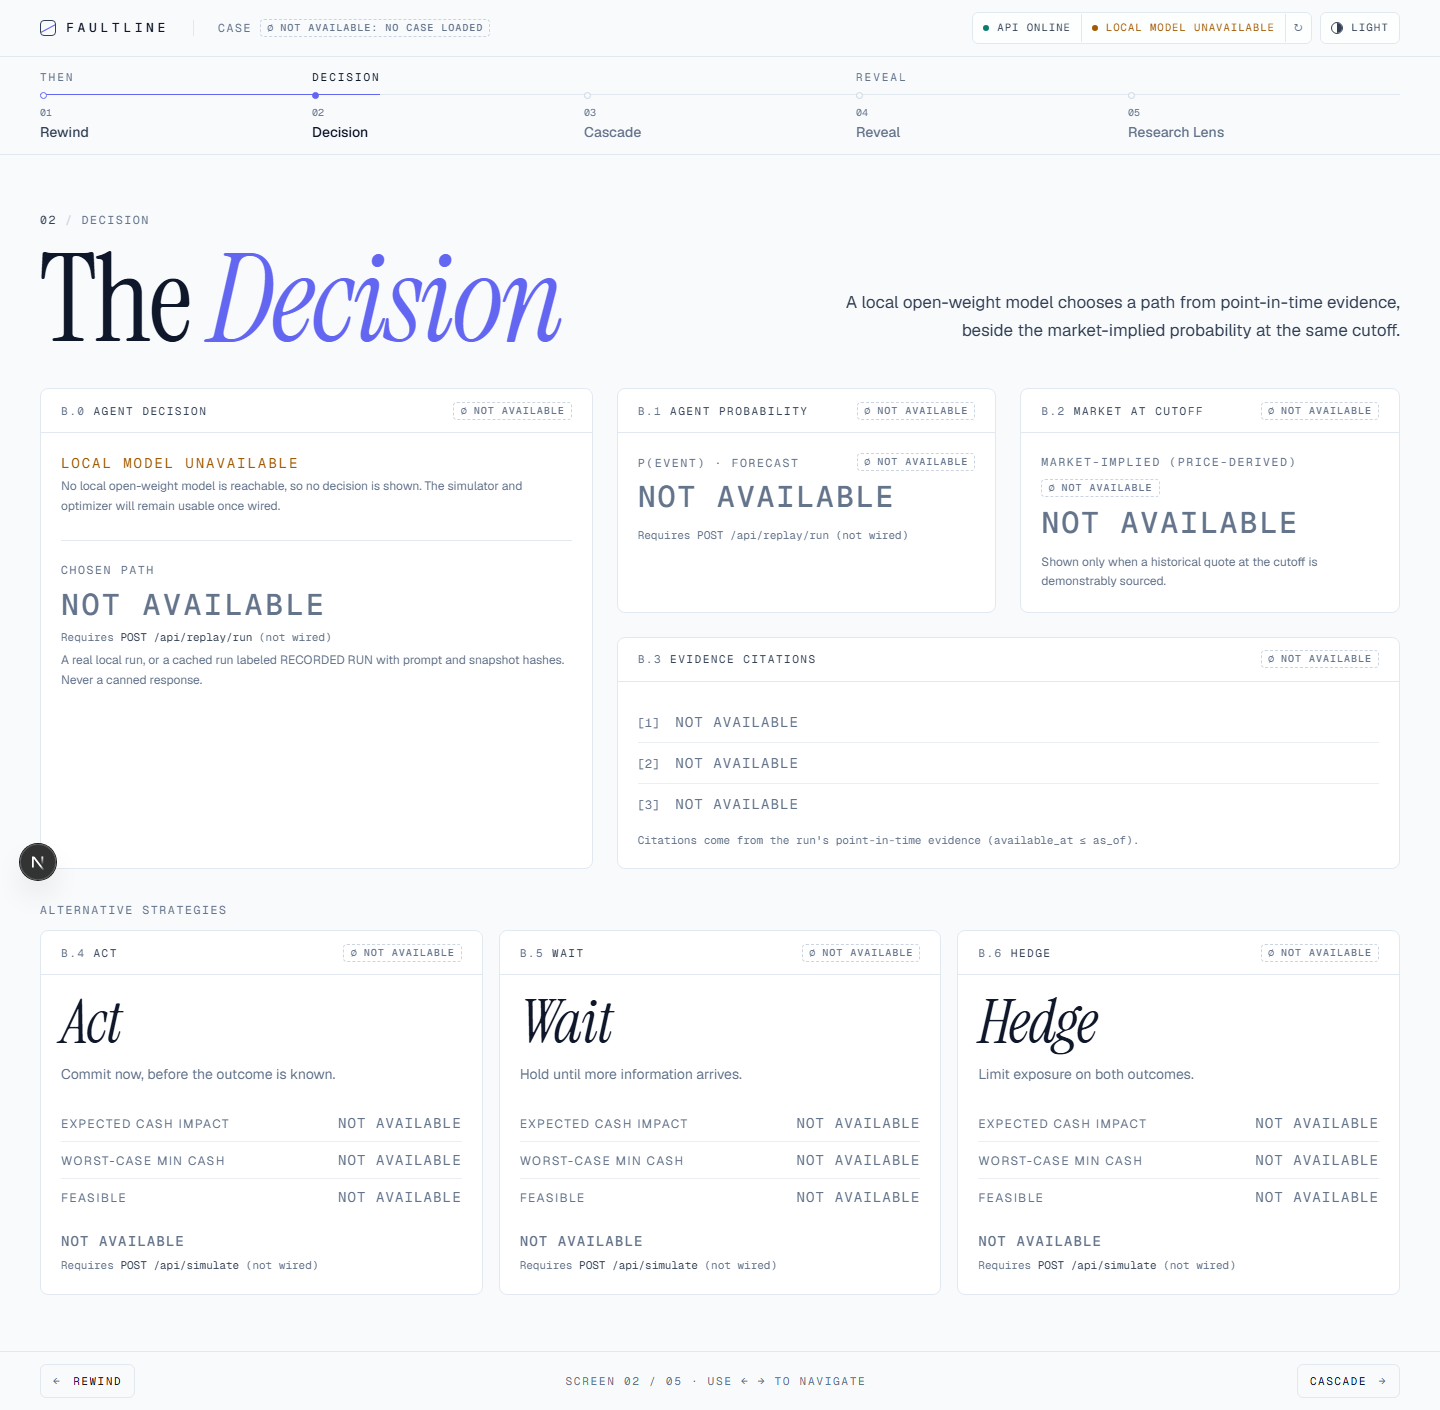 FAULTLINE
CASE Ø NOT AVAILABLE: NO CASE LOADED
API ONLINE
LOCAL MODEL UNAVAILABLE
↻
LIGHT
THEN
DECISION
REVEAL
01
Rewind
02
Decision
03
Cascade
04
Reveal
05
Research Lens
02 / DECISION
The Decision
A local open-weight model chooses a path from point-in-time evidence,
beside the market-implied probability at the same cutoff.
B.0 AGENT DECISION Ø NOT AVAILABLE
LOCAL MODEL UNAVAILABLE
No local open-weight model is reachable, so no decision is shown. The simulator and
optimizer will remain usable once wired.
CHOSEN PATH
NOT AVAILABLE
Requires POST /api/replay/run (not wired)
A real local run, or a cached run labeled RECORDED RUN with prompt and snapshot hashes.
Never a canned response.
B.1 AGENT PROBABILITY Ø NOT AVAILABLE
P(EVENT) · FORECAST Ø NOT AVAILABLE
NOT AVAILABLE
Requires POST /api/replay/run (not wired)
B.2 MARKET AT CUTOFF Ø NOT AVAILABLE
MARKET-IMPLIED (PRICE-DERIVED)
Ø NOT AVAILABLE
NOT AVAILABLE
Shown only when a historical quote at the cutoff is
demonstrably sourced.
B.3 EVIDENCE CITATIONS Ø NOT AVAILABLE
[1] NOT AVAILABLE
[2] NOT AVAILABLE
[3] NOT AVAILABLE
Citations come from the run's point-in-time evidence (available_at ≤ as_of).
N
ALTERNATIVE STRATEGIES
B.4 ACT Ø NOT AVAILABLE
Act
Commit now, before the outcome is known.
EXPECTED CASH IMPACT NOT AVAILABLE
WORST-CASE MIN CASH NOT AVAILABLE
FEASIBLE NOT AVAILABLE
NOT AVAILABLE
Requires POST /api/simulate (not wired)
B.5 WAIT Ø NOT AVAILABLE
Wait
Hold until more information arrives.
EXPECTED CASH IMPACT NOT AVAILABLE
WORST-CASE MIN CASH NOT AVAILABLE
FEASIBLE NOT AVAILABLE
NOT AVAILABLE
Requires POST /api/simulate (not wired)
B.6 HEDGE Ø NOT AVAILABLE
Hedge
Limit exposure on both outcomes.
EXPECTED CASH IMPACT NOT AVAILABLE
WORST-CASE MIN CASH NOT AVAILABLE
FEASIBLE NOT AVAILABLE
NOT AVAILABLE
Requires POST /api/simulate (not wired)
← REWIND
SCREEN 02 / 05 · USE ← → TO NAVIGATE
CASCADE →